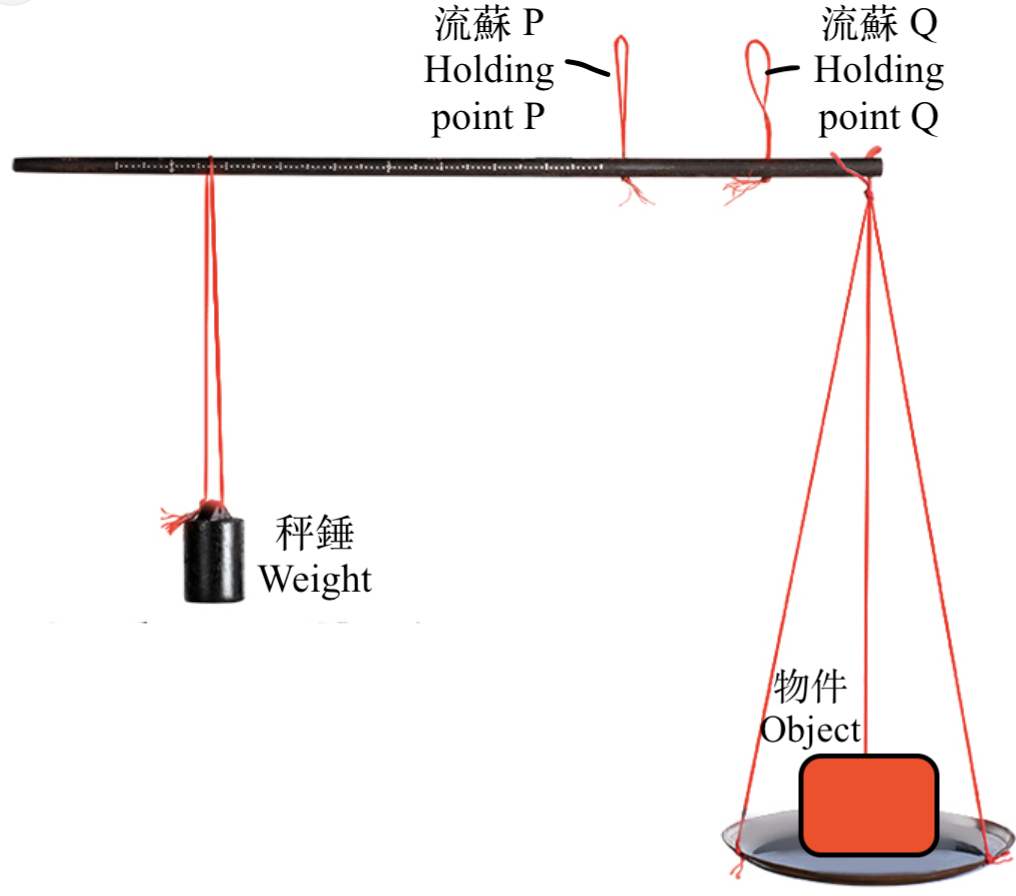 流蘇 P
Holding
point P
流蘇 Q
Holding
point Q
秤錘
Weight
物件
Object